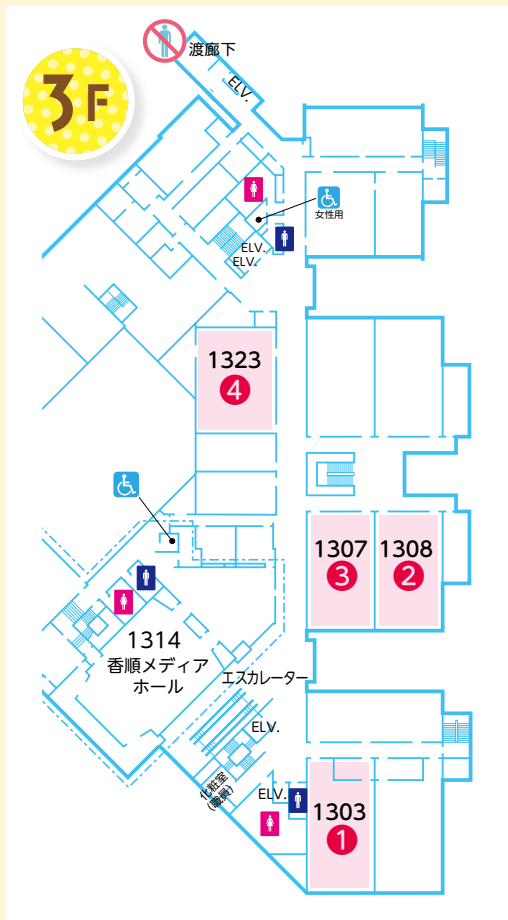 3F
渡廊下
ELV.
女性用
ELV.
ELV.
1323
4
1307
3
1308
2
1314
香順メディア
ホール
エスカレーター
ELV.
化粧室
(職員)
ELV.
1303
1